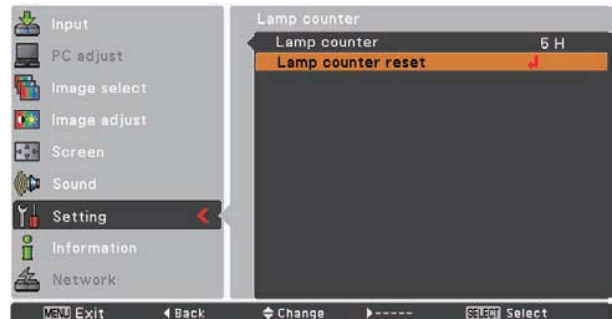 Input
PC adjust
Image select
Image adjust
Screen
Sound
Setting
Information
Network
Lamp counter
Lamp counter 5 H
Lamp counter reset
MENU Exit Back Change ----- SELECT Select